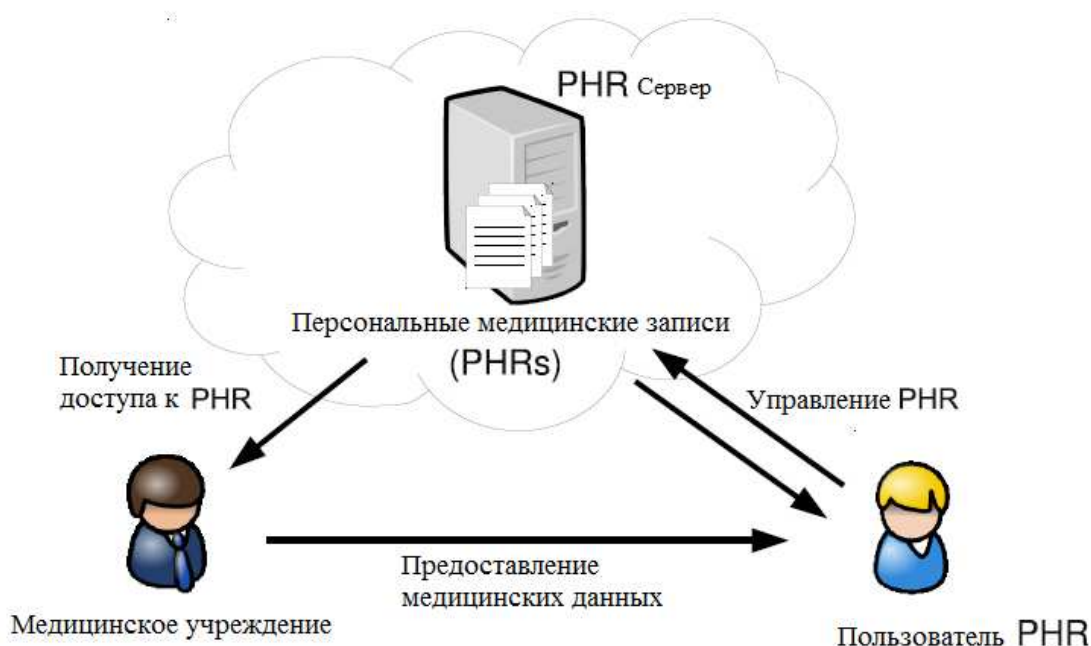 PHR Сервер
Персональные медицинские записи
(PHRs)
Получение
доступа к PHR
Управление PHR
Предоставление
медицинских данных
Медицинское учреждение
Пользователь PHR